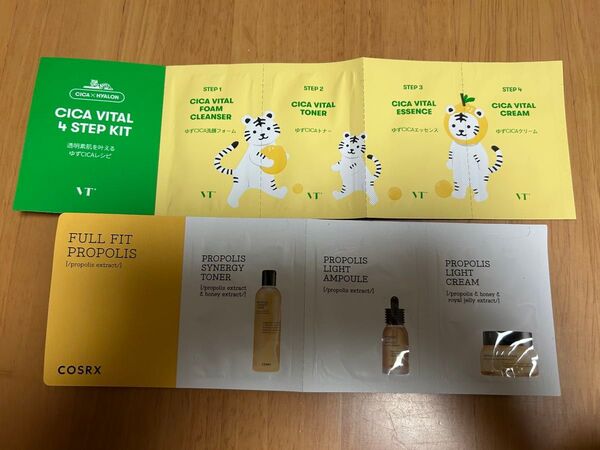 CICA × HYALON
CICA VITAL
4 STEP KIT
透明素肌を叶える
ゆずCICAレシピ
VT
STEP 1
CICA VITAL
FOAM
CLEANSER
ゆずCICA洗顔フォーム
VT
STEP 2
CICA VITAL
TONER
ゆずCICAトナー
VT
STEP 3
CICA VITAL
ESSENCE
ゆずCICAエッセンス
VT
STEP 4
CICA VITAL
CREAM
ゆずCICAクリーム
VT
FULL FIT
PROPOLIS
[/propolis extract/]
COSRX
PROPOLIS
SYNERGY
TONER
[/propolis extract
& honey extract/]
PROPOLIS
LIGHT
AMPOULE
[/propolis extract/]
PROPOLIS
LIGHT
CREAM
[/propolis & honey &
royal jelly extract/]